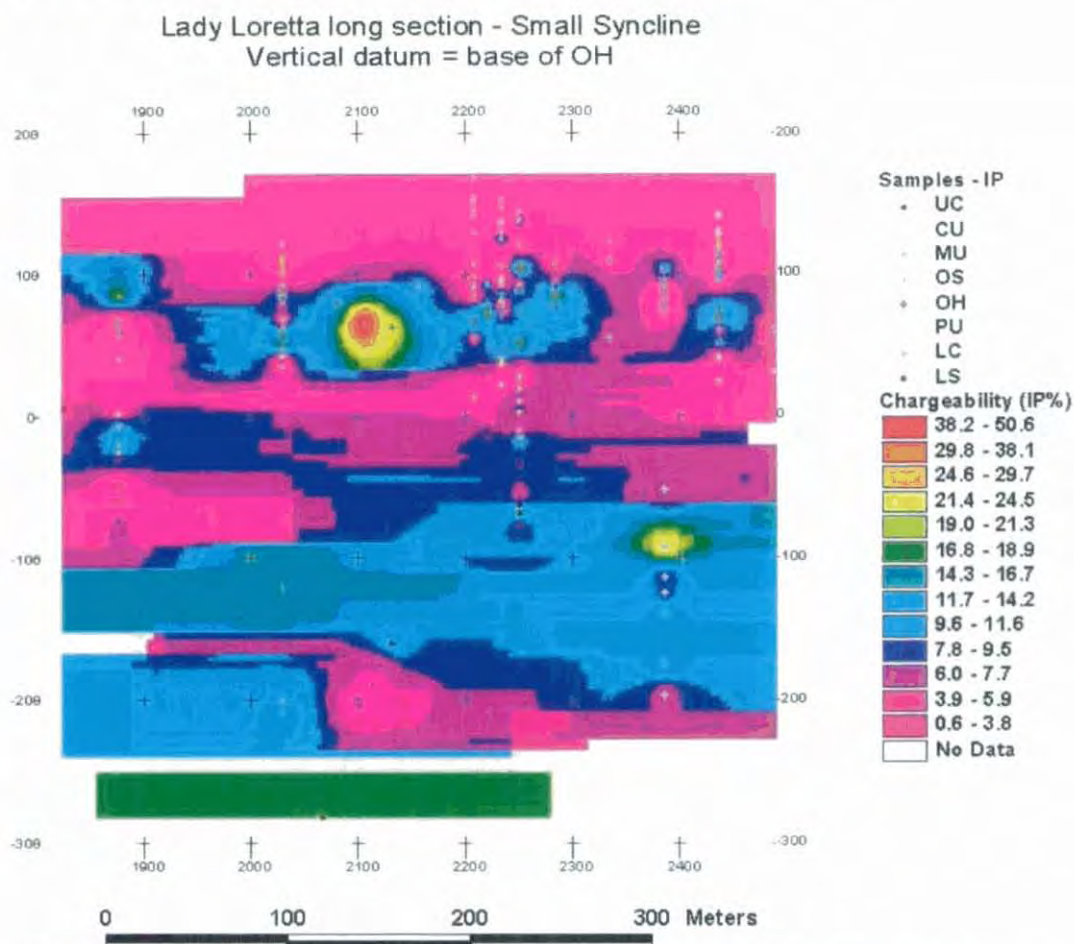 Lady Loretta long section - Small Syncline
Vertical datum = base of OH
1900 2000 2100 2200 2300 2400
200 -200
100 100
0- 0
-100 -100
-200 -200
-300 -300
1900 2000 2100 2200 2300 2400
0 100 200 300 Meters
Samples - IP
UC
CU
MU
OS
OH
PU
LC
LS
Chargeability (IP%)
38.2 - 50.6
29.8 - 38.1
24.6 - 29.7
21.4 - 24.5
19.0 - 21.3
16.8 - 18.9
14.3 - 16.7
11.7 - 14.2
9.6 - 11.6
7.8 - 9.5
6.0 - 7.7
3.9 - 5.9
0.6 - 3.8
No Data